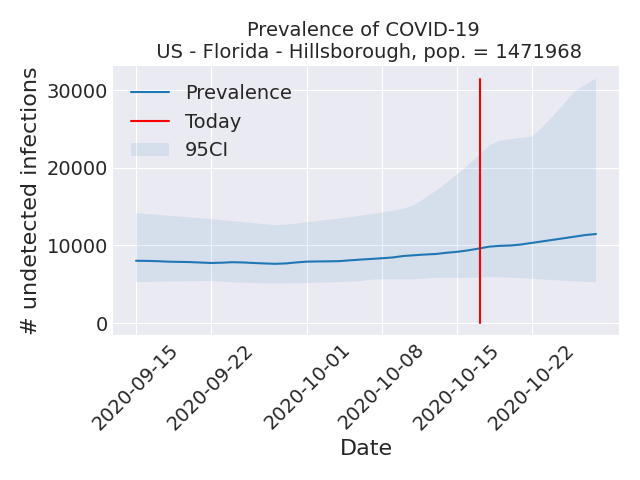 Prevalence of COVID-19
US - Florida - Hillsborough, pop. = 1471968
# undetected infections
30000
20000
10000
0
Prevalence
Today
95CI
2020-09-15
2020-09-22
2020-10-01
2020-10-08
2020-10-15
2020-10-22
Date